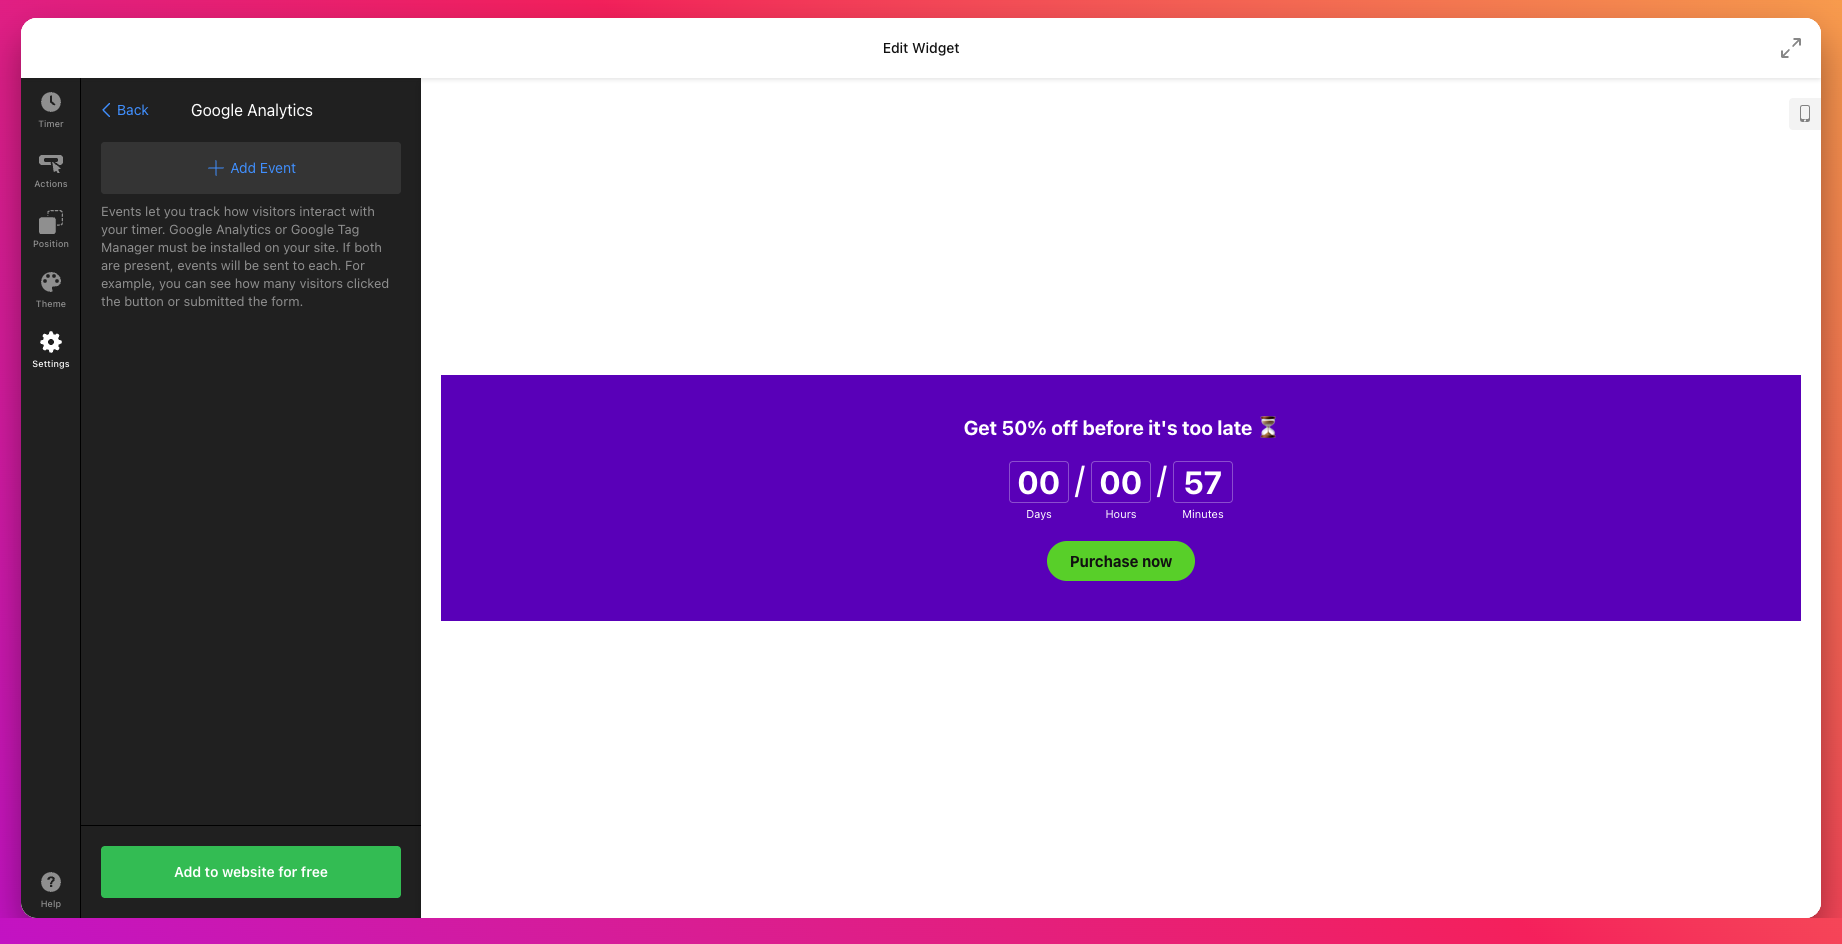 Edit Widget
Timer
Actions
Position
Theme
Settings
Help
Back
Google Analytics
Add Event
Events let you track how visitors interact with
your timer. Google Analytics or Google Tag
Manager must be installed on your site. If both
are present, events will be sent to each. For
example, you can see how many visitors clicked
the button or submitted the form.
Add to website for free
Get 50% off before it's too late ⏳
00 / 00 / 57
Days Hours Minutes
Purchase now